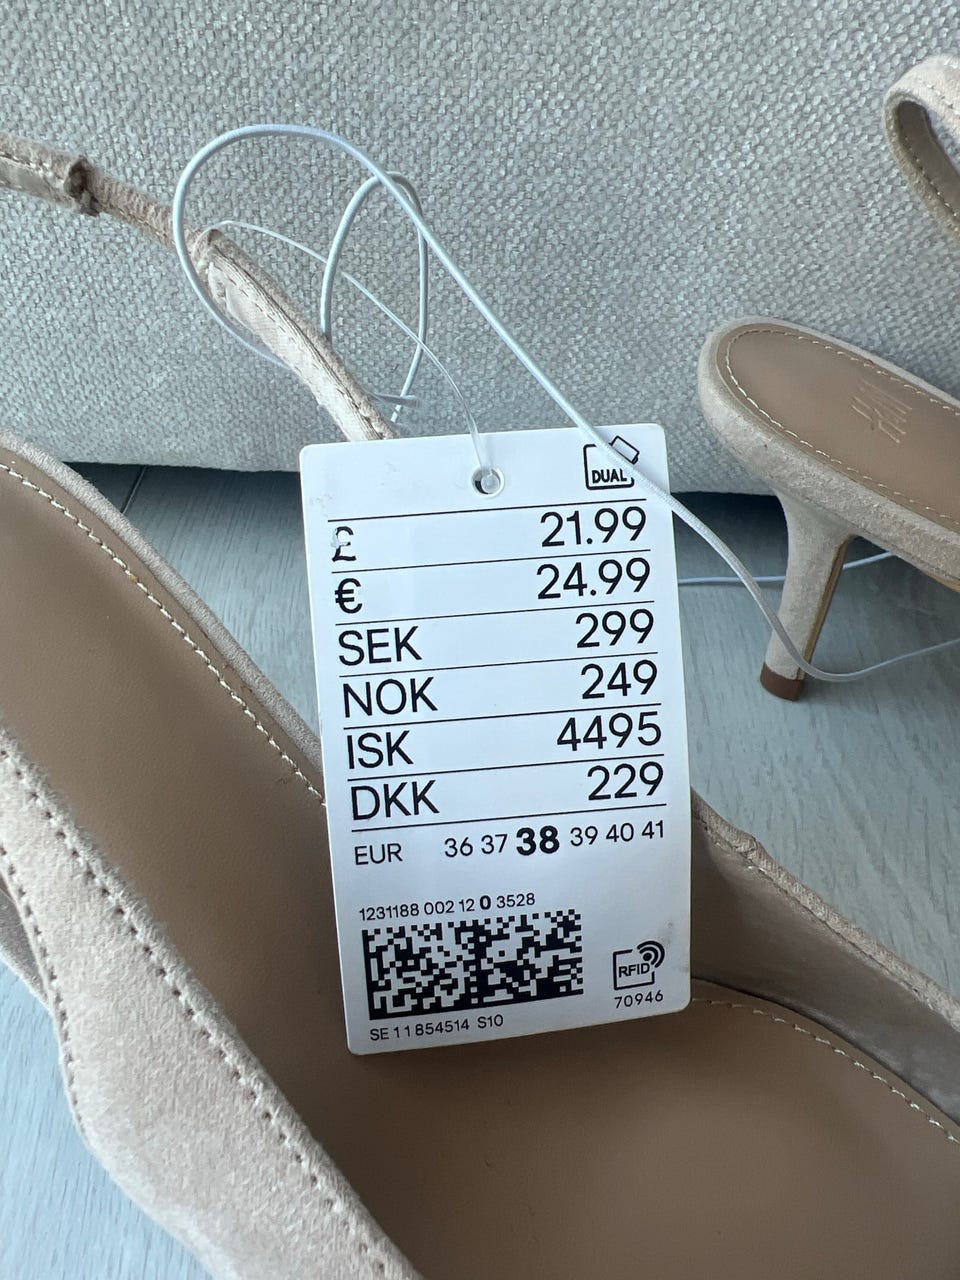 DUAL
£ 21.99
€ 24.99
SEK 299
NOK 249
ISK 4495
DKK 229
EUR 36 37 38 39 40 41
1231188 002 12 0 3528
RFID
70946
SE 11 854514 S10
H&M